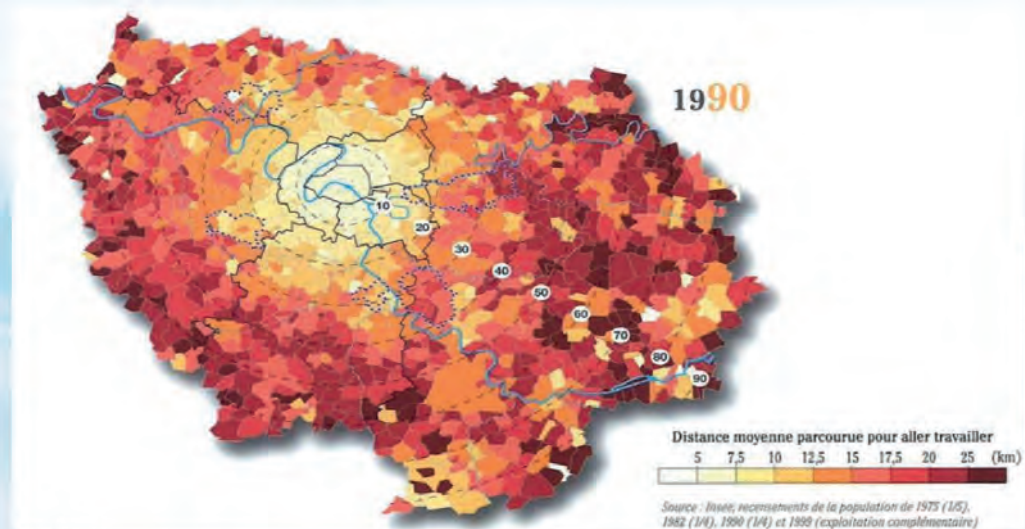 1990
10
20
30
40
50
60
70
80
90
Distance moyenne parcourue pour aller travailler
5 7,5 10 12,5 15 17,5 20 25 (km)
Source : Insee, recensements de la population de 1975 (1/5),
1982 (1/4), 1990 (1/4) et 1999 (exploitation complémentaire)